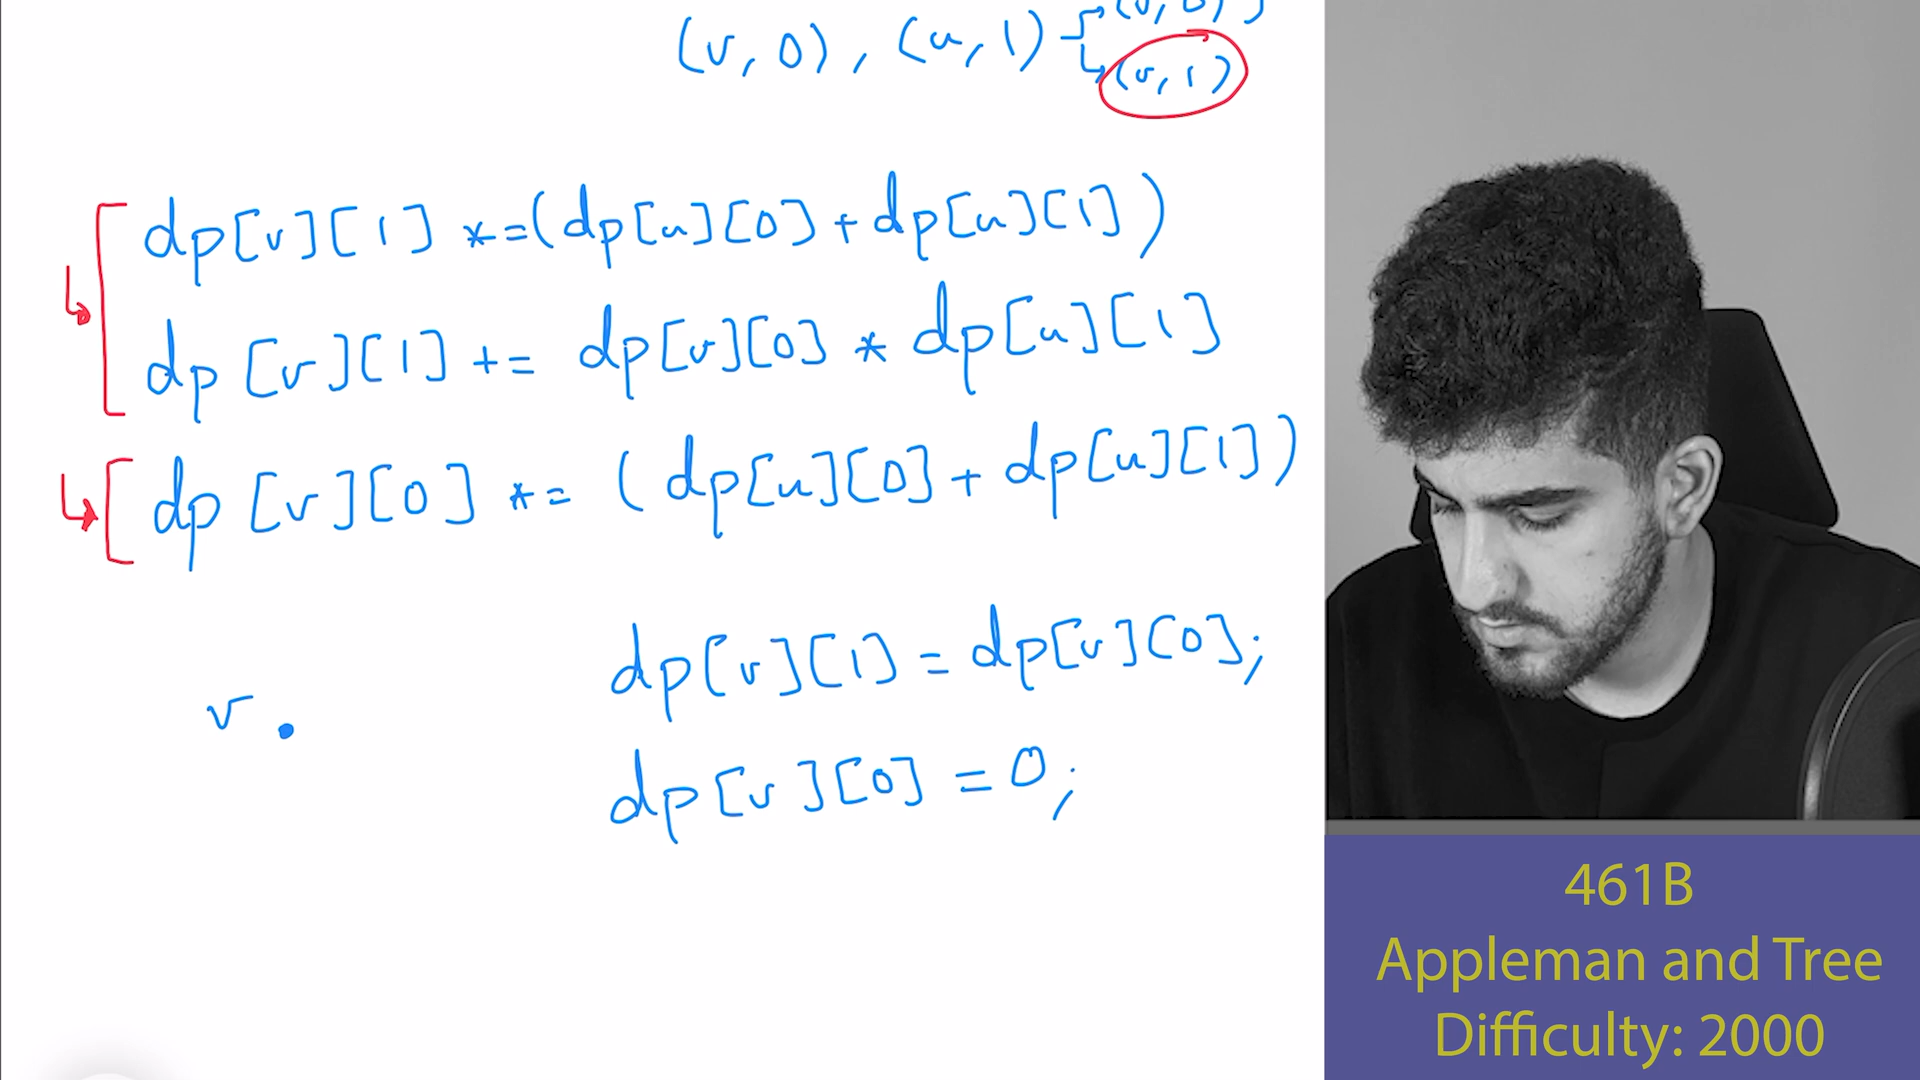 (v, 0), (u, 1)
(v, 1)
dp[v][1] *= (dp[u][0] + dp[u][1])
dp[v][1] += dp[v][0] * dp[u][1]
dp[v][0] *= (dp[u][0] + dp[u][1])
dp[v][1] = dp[v][0];
v .
dp[v][0] = 0;
461B
Appleman and Tree
Difficulty: 2000